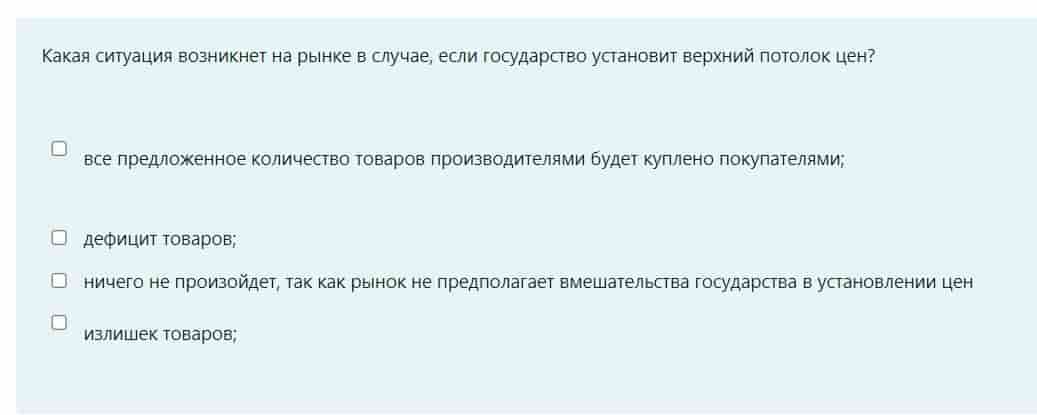 Какая ситуация возникнет на рынке в случае, если государство установит верхний потолок цен?
все предложенное количество товаров производителями будет куплено покупателями;
дефицит товаров;
ничего не произойдет, так как рынок не предполагает вмешательства государства в установлении цен
излишек товаров;